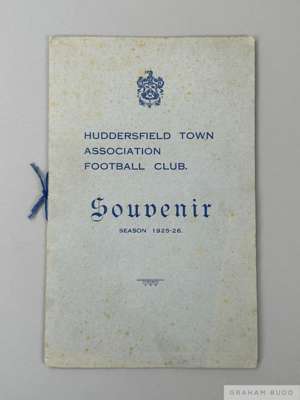 HUDDERSFIELD TOWN
ASSOCIATION
FOOTBALL CLUB.
Souvenir
SEASON 1925-26.
GRAHAM BUDD